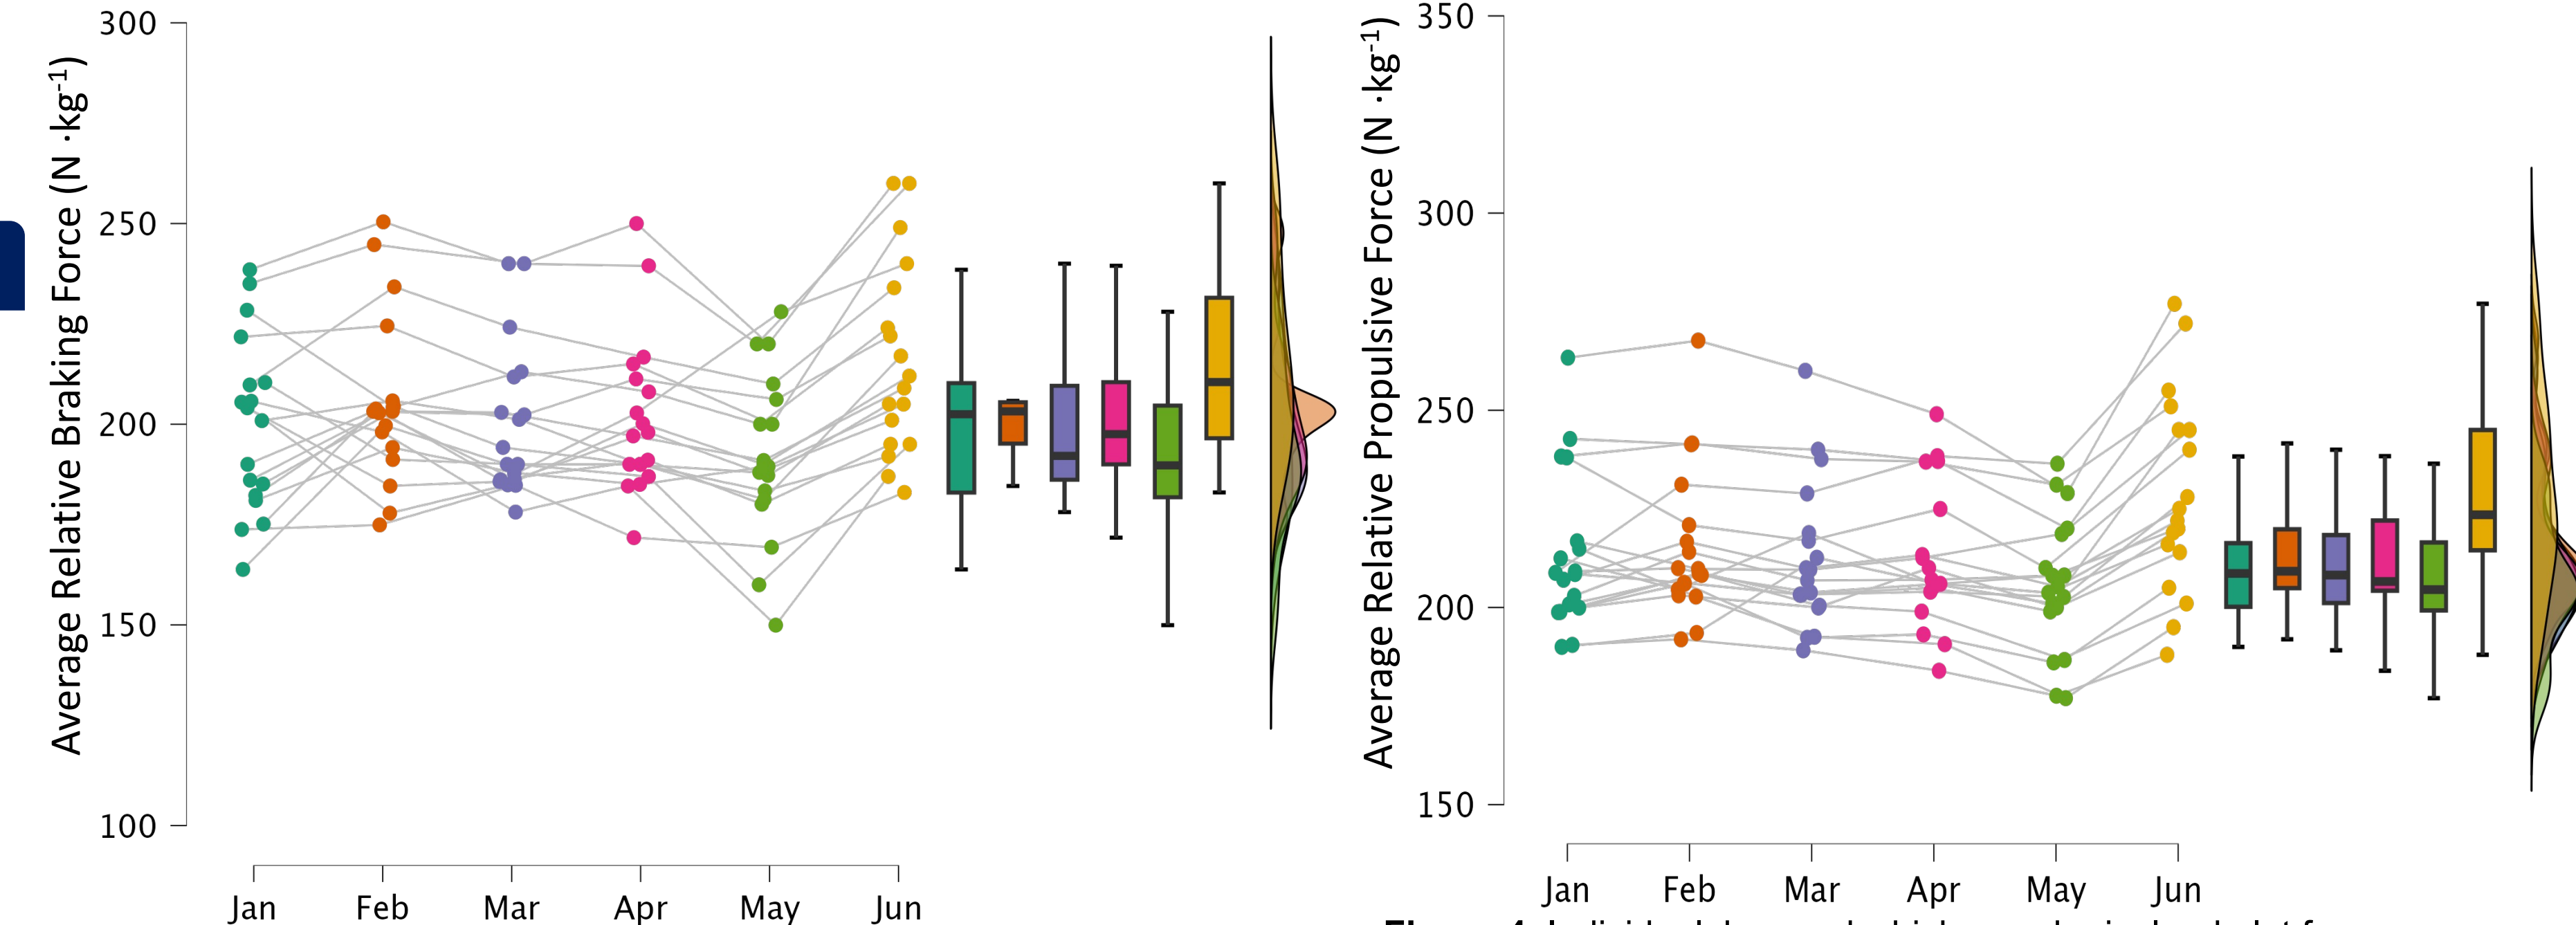 Average Relative Braking Force (N ·kg-1)
300
250
200
150
100
Jan Feb Mar Apr May Jun
Average Relative Propulsive Force (N ·kg-1)
350
300
250
200
150
Jan Feb Mar Apr May Jun